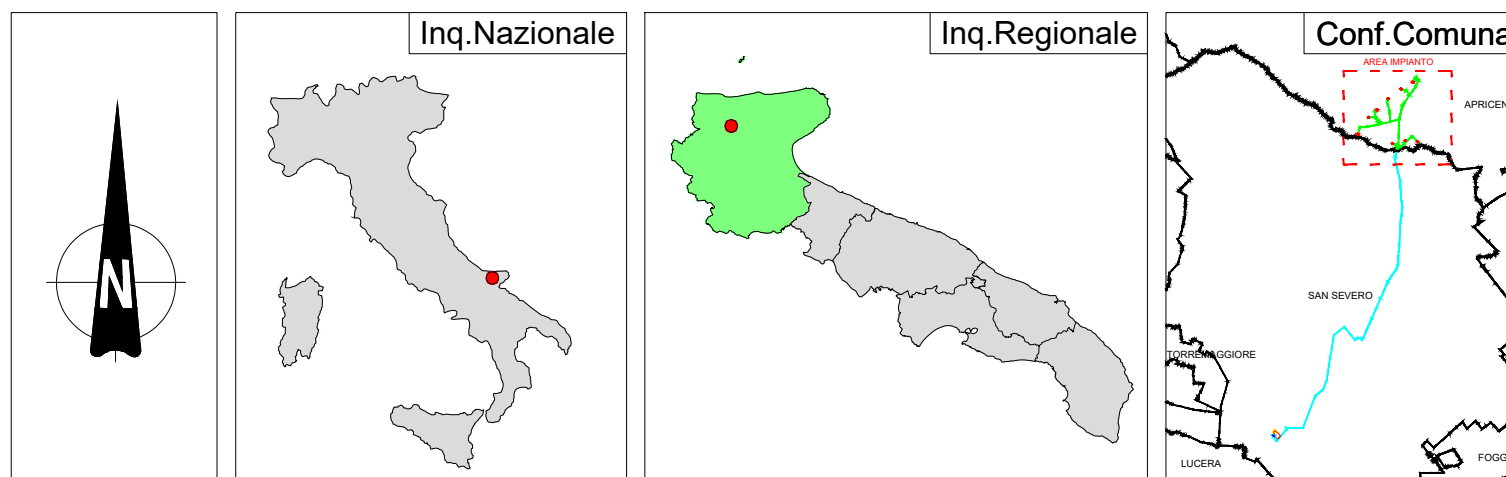 N
Inq.Nazionale
Inq.Regionale
Conf.Comuna
AREA IMPIANTO
APRICEN
SAN SEVERO
TORREMAGGIORE
LUCERA
FOGG